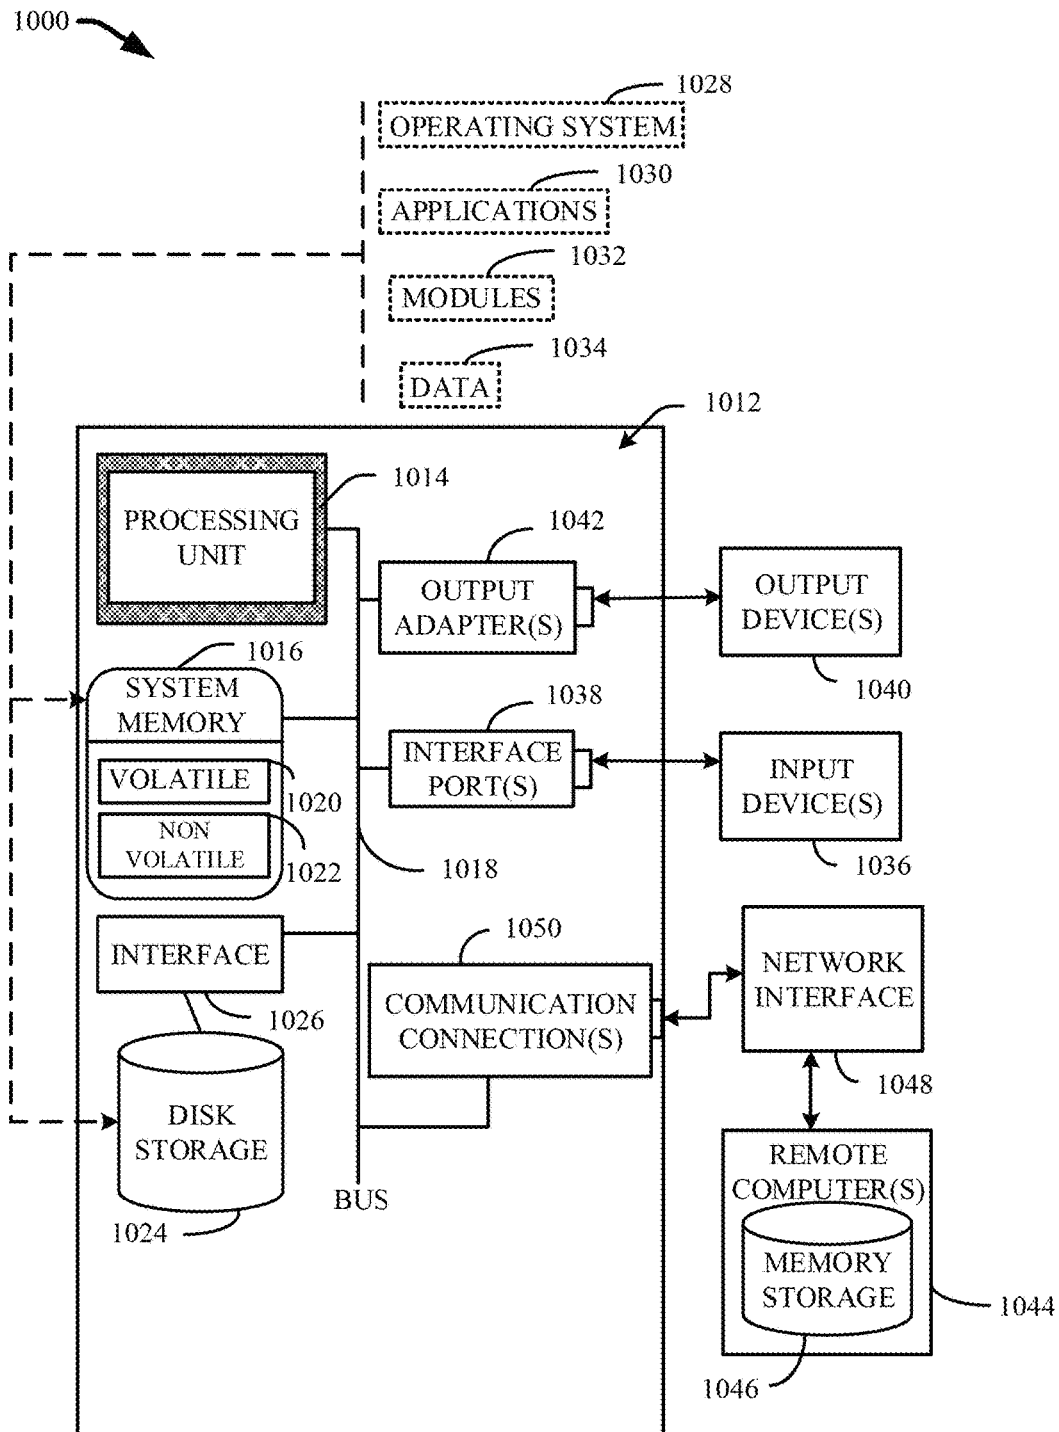 1000
1028
OPERATING SYSTEM
1030
APPLICATIONS
1032
MODULES
1034
DATA
1012
1014
PROCESSING
UNIT
1042
OUTPUT
ADAPTER(S)
OUTPUT
DEVICE(S)
1040
1016
SYSTEM
MEMORY
VOLATILE
1020
NON
VOLATILE
1022
1038
INTERFACE
PORT(S)
INPUT
DEVICE(S)
1036
1018
INTERFACE
1026
1050
COMMUNICATION
CONNECTION(S)
NETWORK
INTERFACE
1048
DISK
STORAGE
1024
BUS
REMOTE
COMPUTER(S)
MEMORY
STORAGE
1044
1046